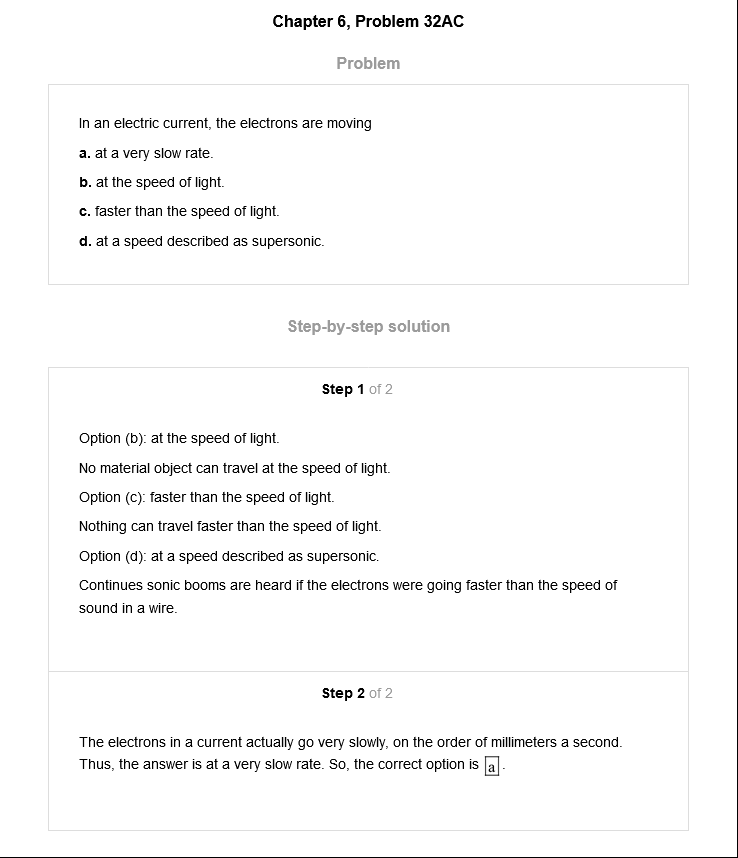 Chapter 6, Problem 32AC
Problem
In an electric current, the electrons are moving
a. at a very slow rate.
b. at the speed of light.
c. faster than the speed of light.
d. at a speed described as supersonic.
Step-by-step solution
Step 1 of 2
Option (b): at the speed of light.
No material object can travel at the speed of light.
Option (c): faster than the speed of light.
Nothing can travel faster than the speed of light.
Option (d): at a speed described as supersonic.
Continues sonic booms are heard if the electrons were going faster than the speed of
sound in a wire.
Step 2 of 2
The electrons in a current actually go very slowly, on the order of millimeters a second.
Thus, the answer is at a very slow rate. So, the correct option is a .